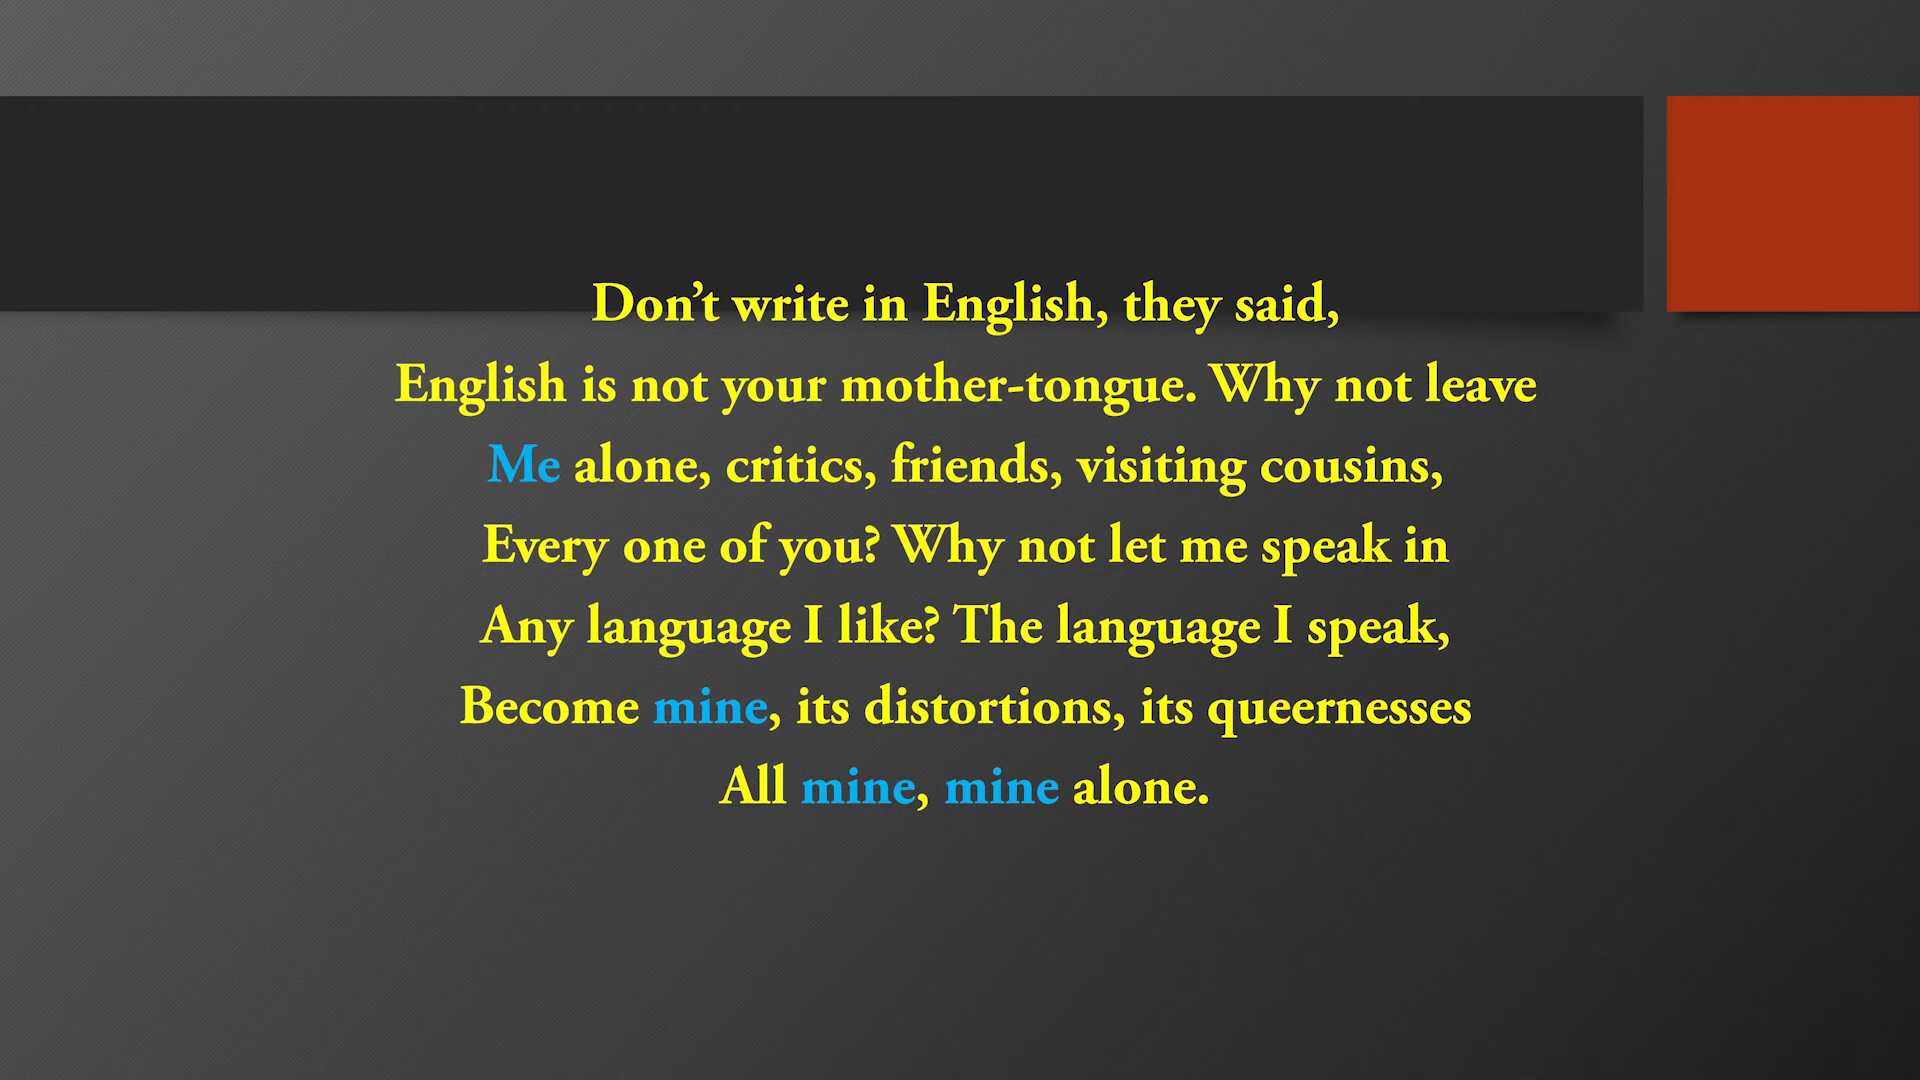 Don’t write in English, they said,
English is not your mother-tongue. Why not leave
Me alone, critics, friends, visiting cousins,
Every one of you? Why not let me speak in
Any language I like? The language I speak,
Become mine, its distortions, its queernesses
All mine, mine alone.